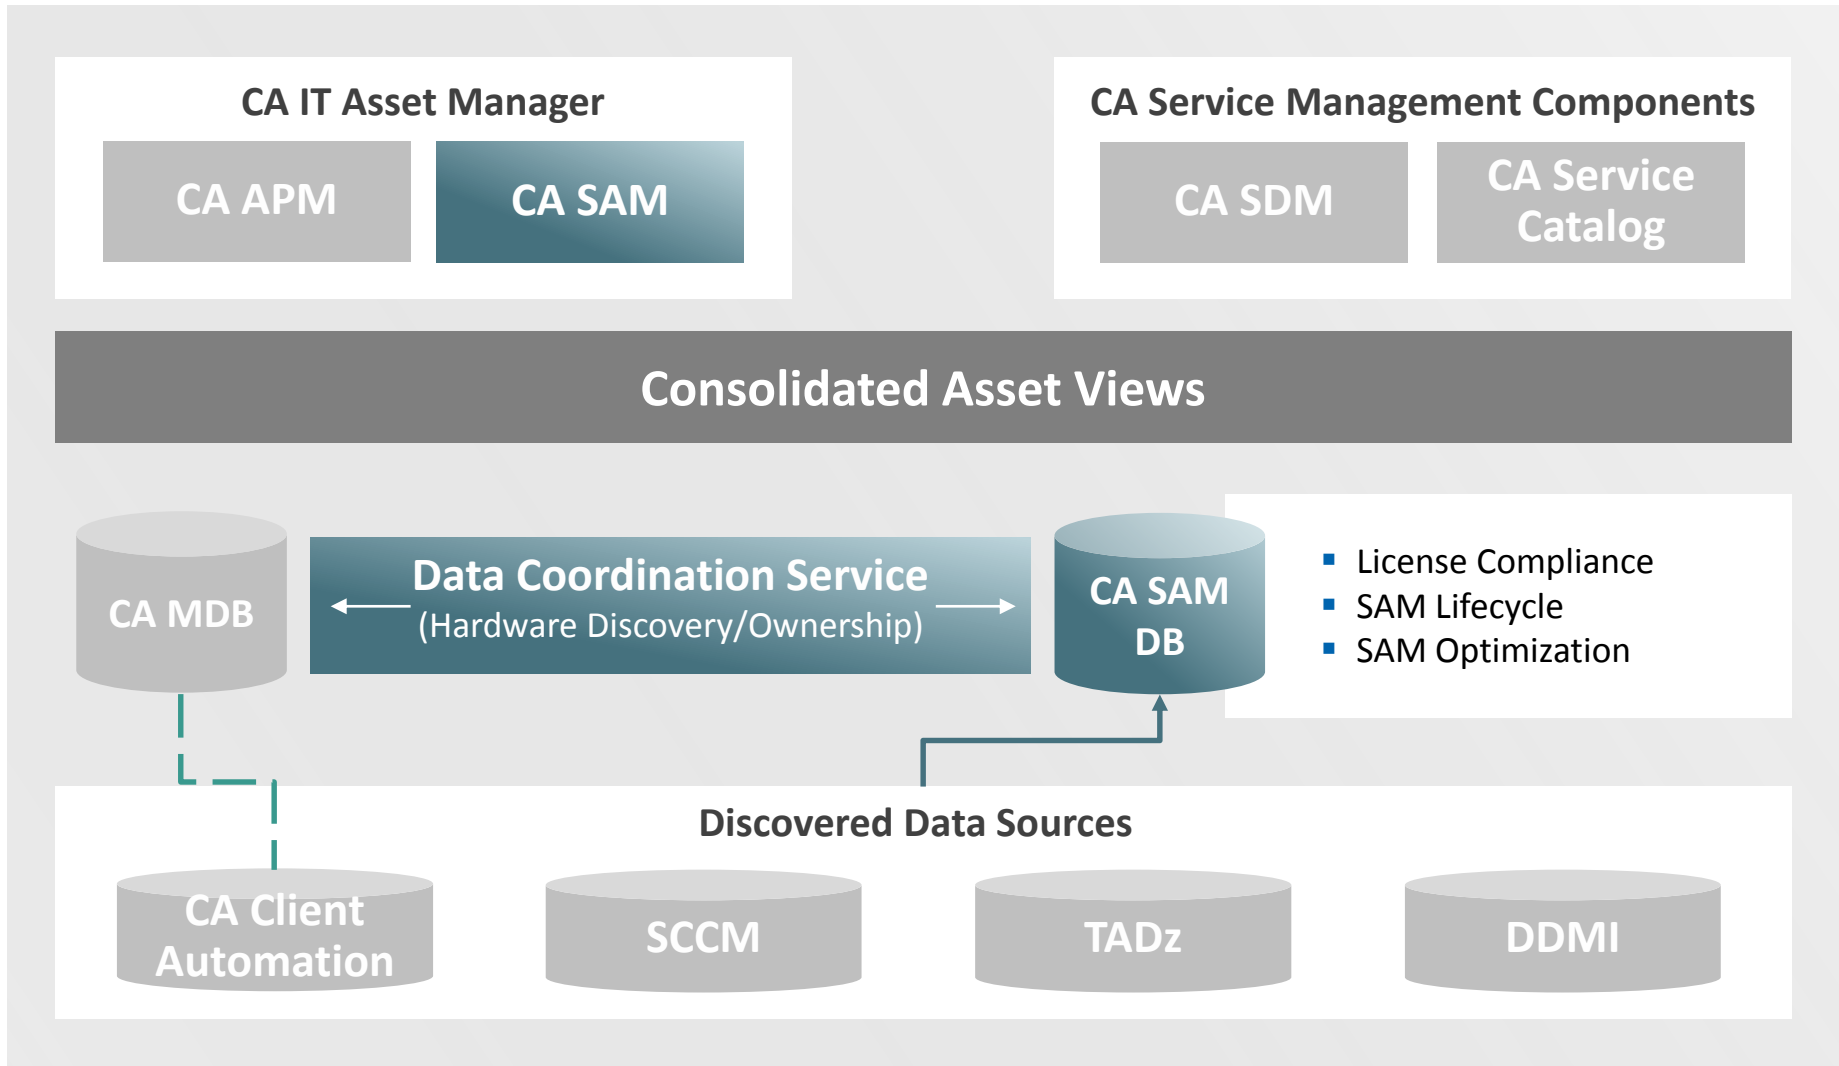 CA IT Asset Manager
CA APM
CA SAM
CA Service Management Components
CA SDM
CA Service
Catalog
Consolidated Asset Views
CA MDB
Data Coordination Service
(Hardware Discovery/Ownership)
CA SAM
DB
License Compliance
SAM Lifecycle
SAM Optimization
Discovered Data Sources
CA Client
Automation
SCCM
TADz
DDMI